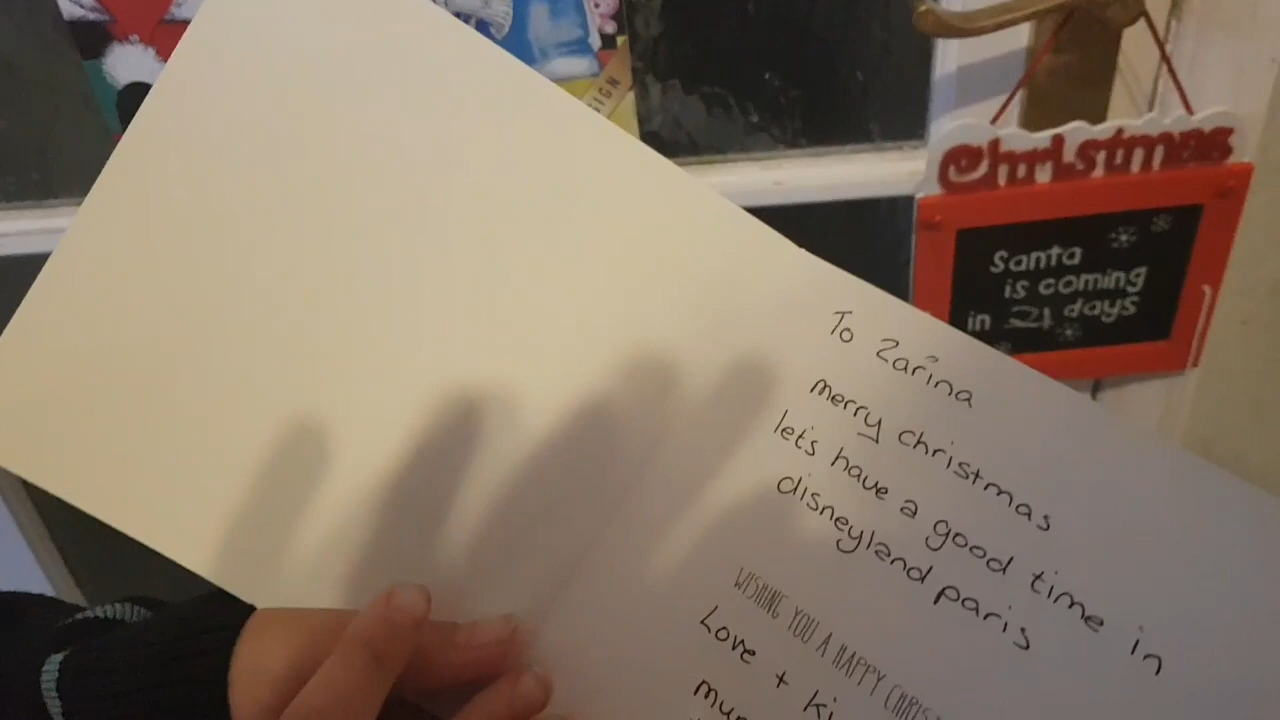 SIGN
Christmas
Santa
is coming
in 21 days
To Zarina
merry christmas
let's have a good time in
disneyland paris
WISHING YOU A HAPPY
Love +